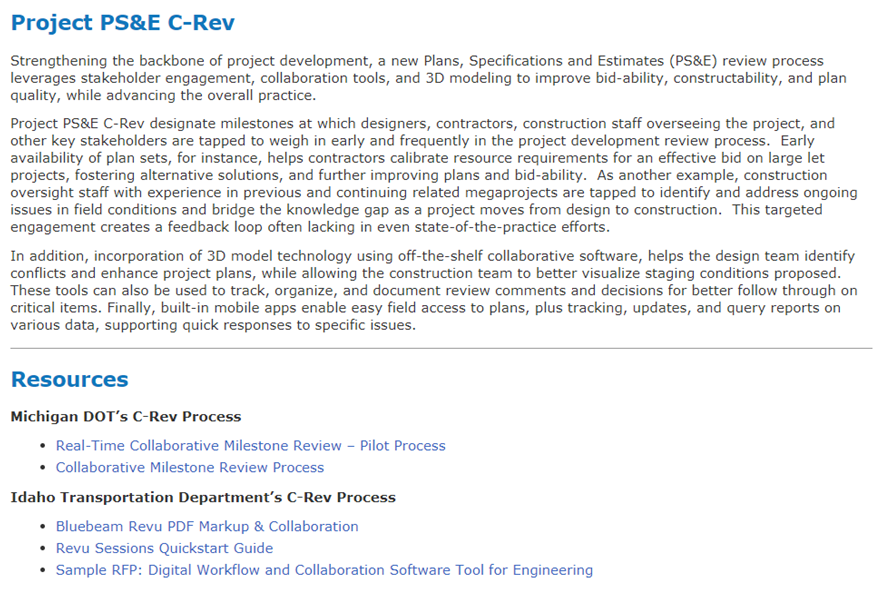 Project PS&E C-Rev
Strengthening the backbone of project development, a new Plans, Specifications and Estimates (PS&E) review process
leverages stakeholder engagement, collaboration tools, and 3D modeling to improve bid-ability, constructability, and plan
quality, while advancing the overall practice.
Project PS&E C-Rev designate milestones at which designers, contractors, construction staff overseeing the project, and
other key stakeholders are tapped to weigh in early and frequently in the project development review process.  Early
availability of plan sets, for instance, helps contractors calibrate resource requirements for an effective bid on large let
projects, fostering alternative solutions, and further improving plans and bid-ability.  As another example, construction
oversight staff with experience in previous and continuing related megaprojects are tapped to identify and address ongoing
issues in field conditions and bridge the knowledge gap as a project moves from design to construction.  This targeted
engagement creates a feedback loop often lacking in even state-of-the-practice efforts.
In addition, incorporation of 3D model technology using off-the-shelf collaborative software, helps the design team identify
conflicts and enhance project plans, while allowing the construction team to better visualize staging conditions proposed.
These tools can also be used to track, organize, and document review comments and decisions for better follow through on
critical items. Finally, built-in mobile apps enable easy field access to plans, plus tracking, updates, and query reports on
various data, supporting quick responses to specific issues.
Resources
Michigan DOT’s C-Rev Process
• Real-Time Collaborative Milestone Review – Pilot Process
• Collaborative Milestone Review Process
Idaho Transportation Department’s C-Rev Process
• Bluebeam Revu PDF Markup & Collaboration
• Revu Sessions Quickstart Guide
• Sample RFP: Digital Workflow and Collaboration Software Tool for Engineering